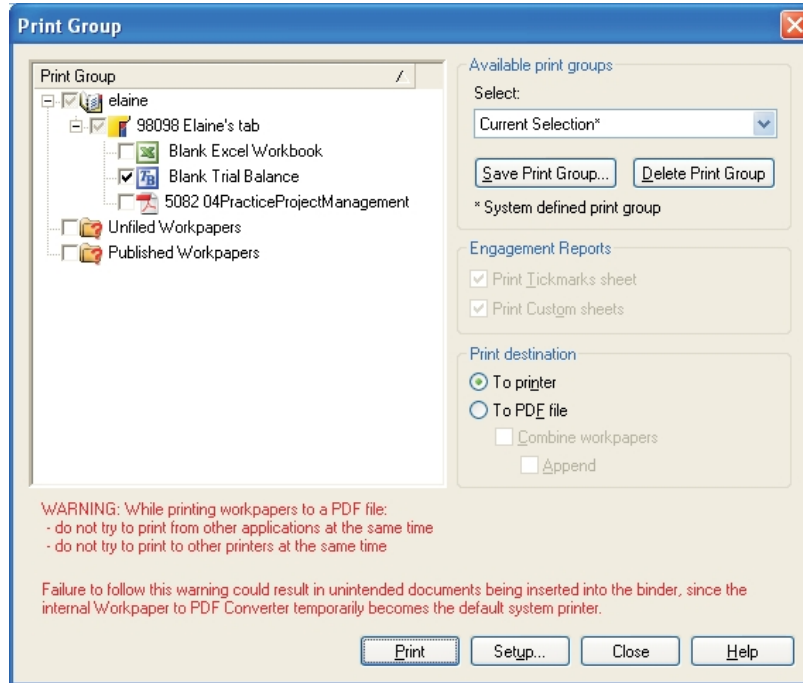 Print Group
Print Group
elaine
98098 Elaine's tab
Blank Excel Workbook
Blank Trial Balance
5082 04PracticeProjectManagement
Unfiled Workpapers
Published Workpapers
Available print groups
Select:
Current Selection*
Save Print Group...
Delete Print Group
* System defined print group
Engagement Reports
Print Tickmarks sheet
Print Custom sheets
Print destination
To printer
To PDF file
Combine workpapers
Append
WARNING: While printing workpapers to a PDF file:
- do not try to print from other applications at the same time
- do not try to print to other printers at the same time
Failure to follow this warning could result in unintended documents being inserted into the binder, since the
internal Workpaper to PDF Converter temporarily becomes the default system printer.
Print
Setup...
Close
Help